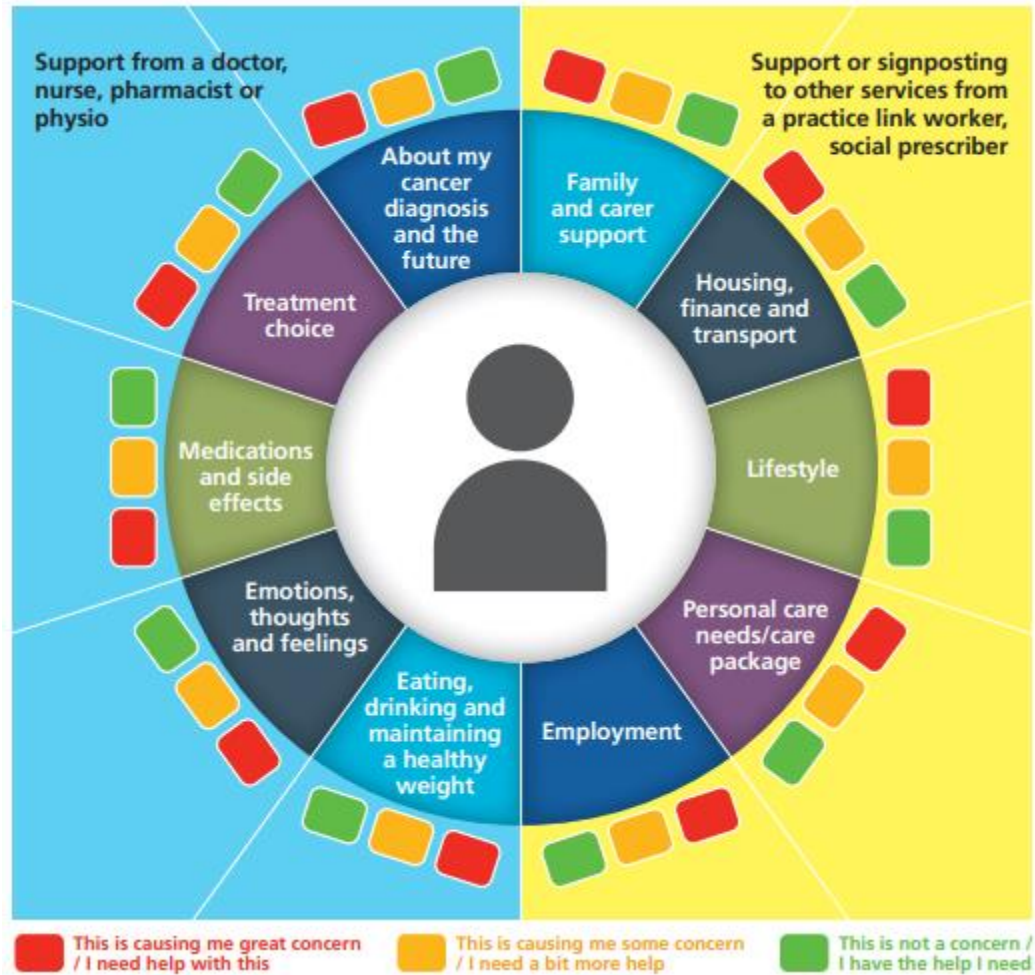 Support from a doctor,
nurse, pharmacist or
physio
Support or signposting
to other services from
a practice link worker,
social prescriber
About my
cancer
diagnosis
and the
future
Family
and carer
support
Housing,
finance and
transport
Lifestyle
Personal care
needs/care
package
Employment
Eating,
drinking and
maintaining
a healthy
weight
Emotions,
thoughts
and feelings
Medications
and side
effects
Treatment
choice
This is causing me great concern
/ I need help with this
This is causing me some concern
/ I need a bit more help
This is not a concern /
I have the help I need